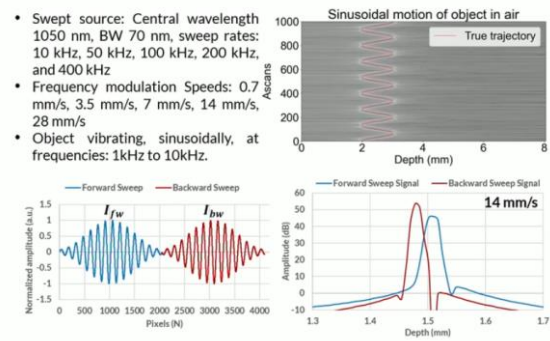 • Swept source: Central wavelength
1050 nm, BW 70 nm, sweep rates:
10 kHz, 50 kHz, 100 kHz, 200 kHz,
and 400 kHz
• Frequency modulation Speeds: 0.7
mm/s, 3.5 mm/s, 7 mm/s, 14 mm/s,
28 mm/s
• Object vibrating, sinusoidally, at
frequencies: 1kHz to 10kHz.
Sinusoidal motion of object in air
True trajectory
Ascans
1000
800
600
400
200
0
0 2 4 6 8
Depth (mm)
Forward Sweep Backward Sweep
I_fw I_bw
Normalized amplitude (a.u.)
1.5
1
0.5
0
-0.5
-1
-1.5
0 500 1000 1500 2000 2500 3000 3500 4000
Pixels (N)
Forward Sweep Signal Backward Sweep Signal
14 mm/s
Amplitude (dB)
60
50
40
30
20
10
0
-10
1.3 1.4 1.5 1.6 1.7
Depth (mm)